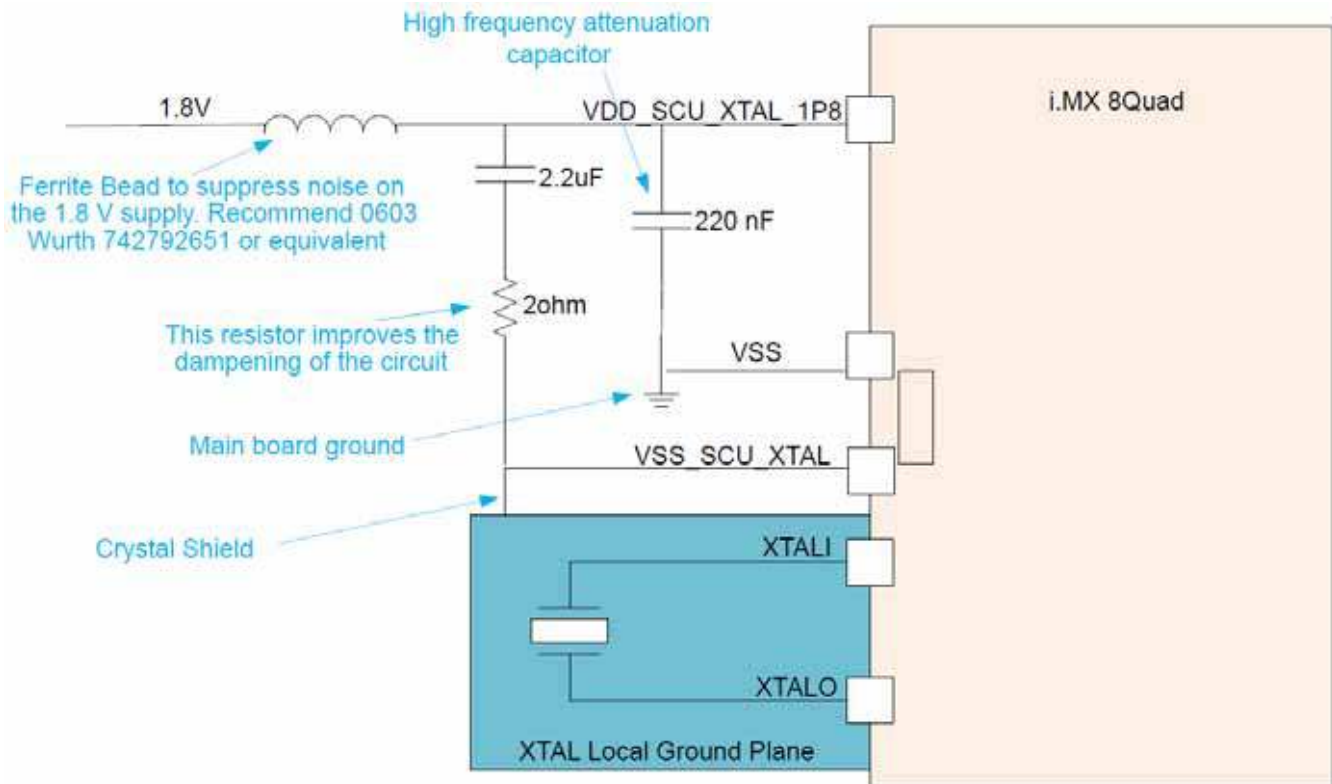 High frequency attenuation
capacitor
1.8V
VDD_SCU_XTAL_1P8
i.MX 8Quad
Ferrite Bead to suppress noise on
the 1.8 V supply. Recommend 0603
Wurth 742792651 or equivalent
2.2uF
220 nF
2ohm
This resistor improves the
dampening of the circuit
VSS
Main board ground
VSS_SCU_XTAL
Crystal Shield
XTALI
XTALO
XTAL Local Ground Plane